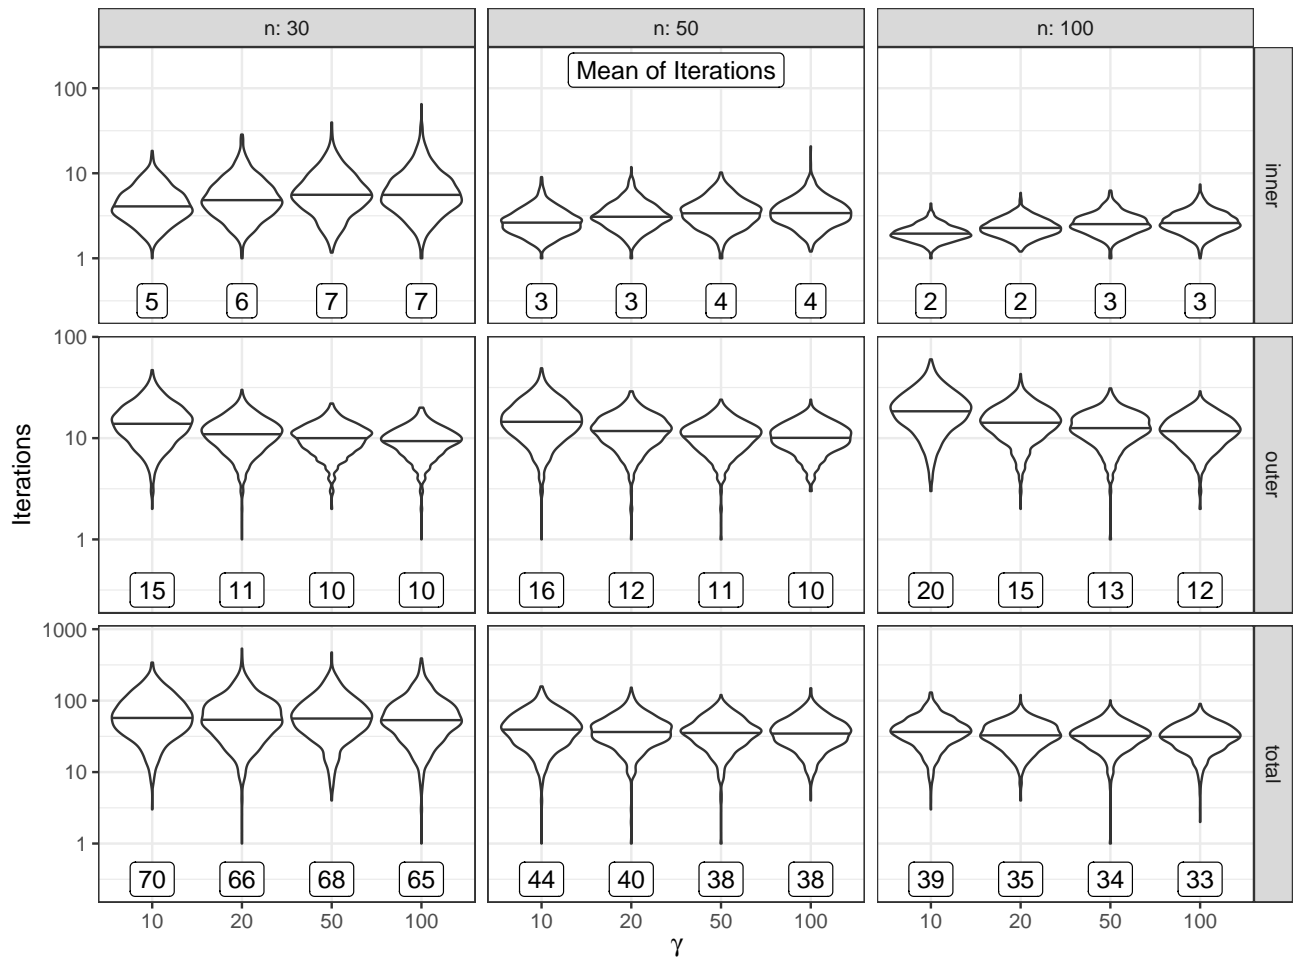 n: 30 n: 50 n: 100
Mean of Iterations
100
10
1
inner
5 6 7 7 3 3 4 4 2 2 3 3
100
10
1
outer
15 11 10 10 16 12 11 10 20 15 13 12
1000
100
10
1
total
70 66 68 65 44 40 38 38 39 35 34 33
10 20 50 100 10 20 50 100 10 20 50 100
Iterations
γ